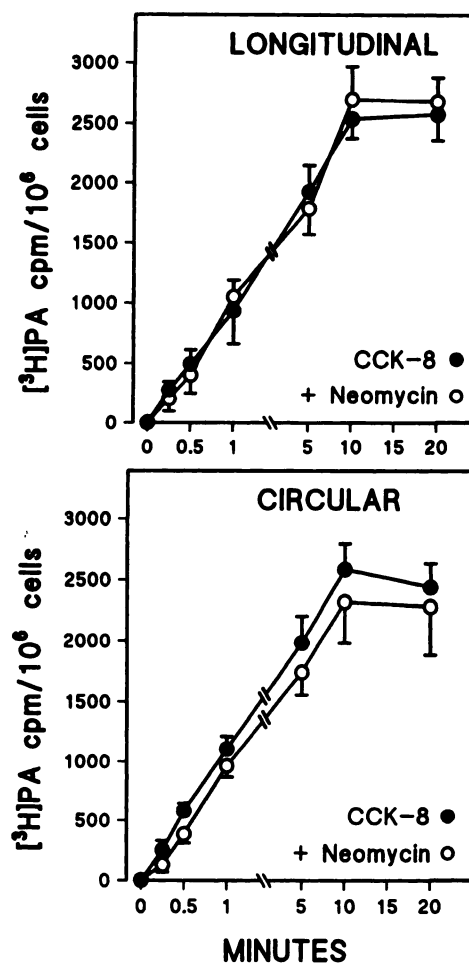 LONGITUDINAL
[³H]PA cpm/10⁶ cells
3000
2500
2000
1500
1000
500
0
CCK-8 ●
+ Neomycin ○
0 0.5 1 5 10 15 20
CIRCULAR
[³H]PA cpm/10⁶ cells
3000
2500
2000
1500
1000
500
0
CCK-8 ●
+ Neomycin ○
0 0.5 1 5 10 15 20
MINUTES